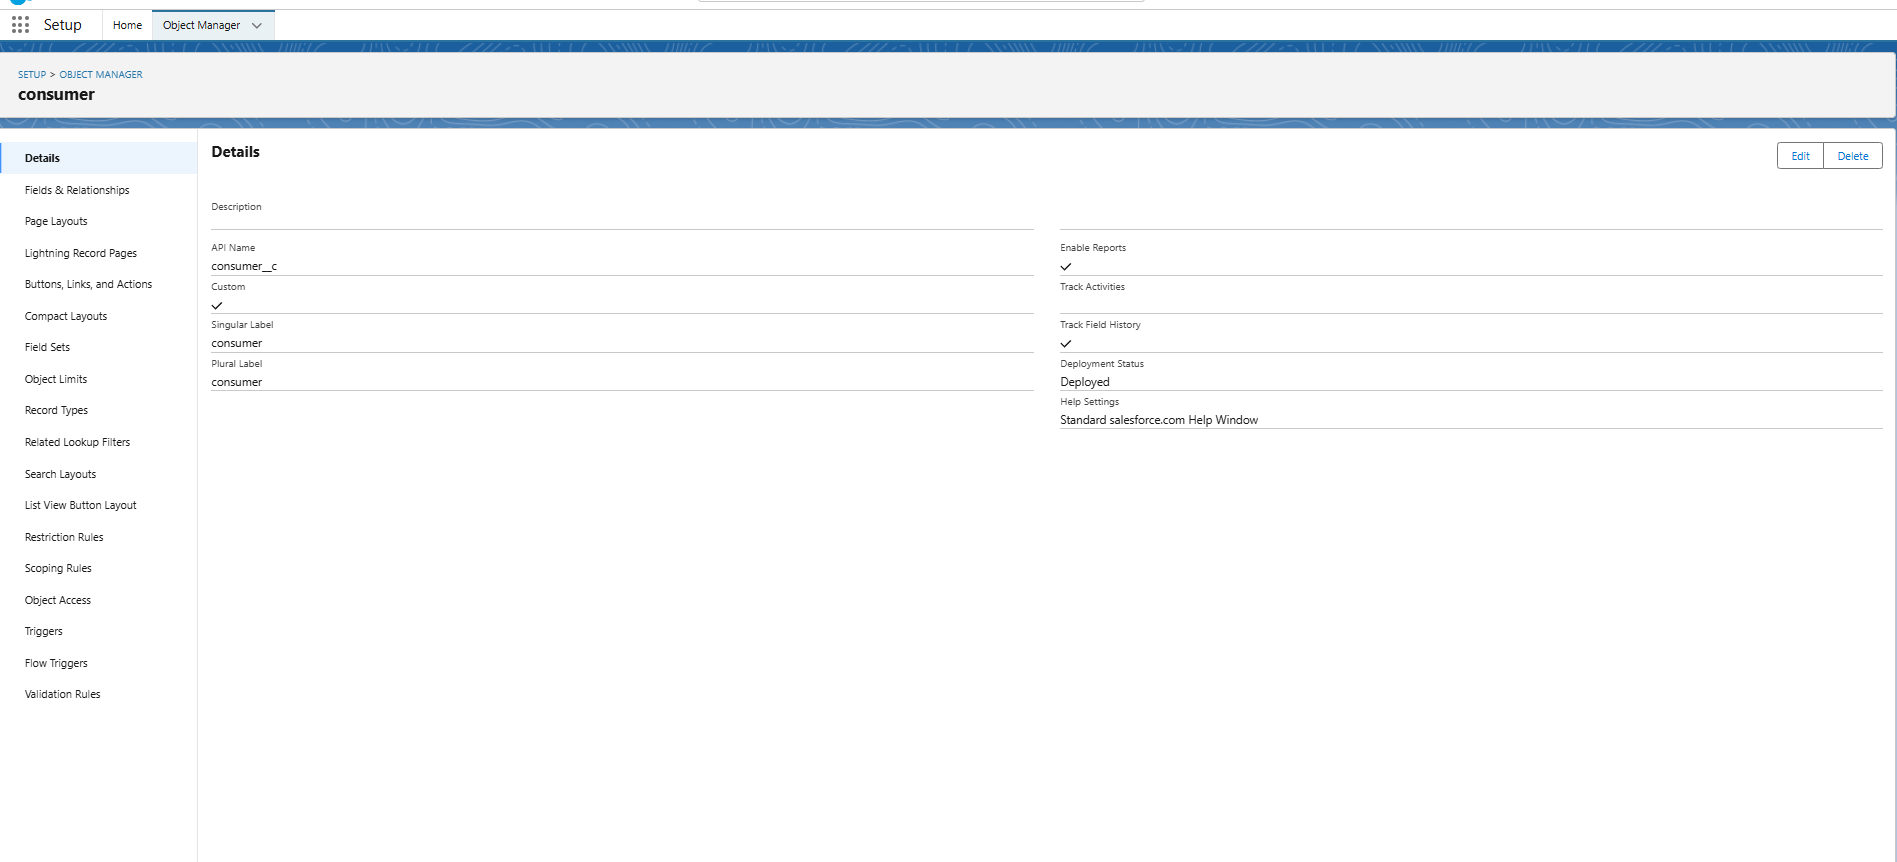 Setup
Home
Object Manager
SETUP > OBJECT MANAGER
consumer
Details
Fields & Relationships
Page Layouts
Lightning Record Pages
Buttons, Links, and Actions
Compact Layouts
Field Sets
Object Limits
Record Types
Related Lookup Filters
Search Layouts
List View Button Layout
Restriction Rules
Scoping Rules
Object Access
Triggers
Flow Triggers
Validation Rules
Details
Edit
Delete
Description
API Name
consumer__c
Custom
Singular Label
consumer
Plural Label
consumer
Enable Reports
Track Activities
Track Field History
Deployment Status
Deployed
Help Settings
Standard salesforce.com Help Window